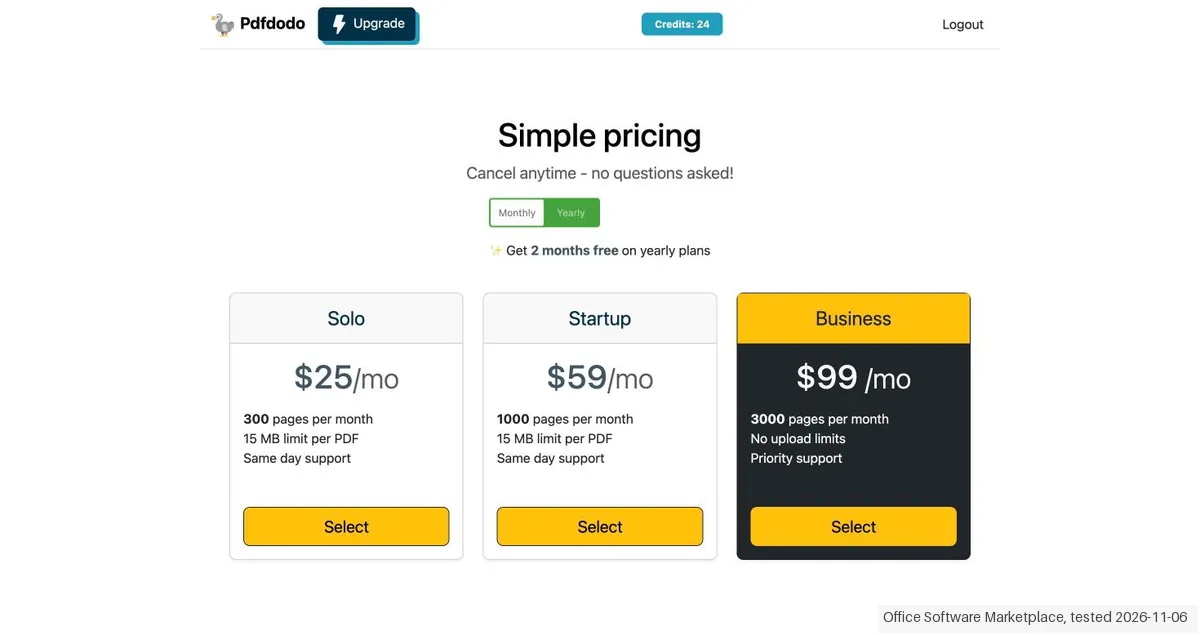 Pdfdodo
Upgrade
Credits: 24
Logout
Simple pricing
Cancel anytime - no questions asked!
Monthly
Yearly
✨ Get 2 months free on yearly plans
Solo
$25/mo
300 pages per month
15 MB limit per PDF
Same day support
Select
Startup
$59/mo
1000 pages per month
15 MB limit per PDF
Same day support
Select
Business
$99 /mo
3000 pages per month
No upload limits
Priority support
Select
Office Software Marketplace, tested 2026-11-06